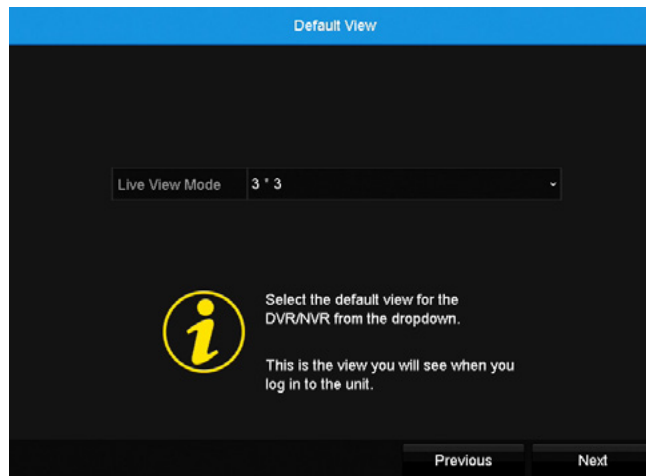 Default View
Live View Mode 3 * 3
Select the default view for the
DVR/NVR from the dropdown.
This is the view you will see when you
log in to the unit.
Previous Next